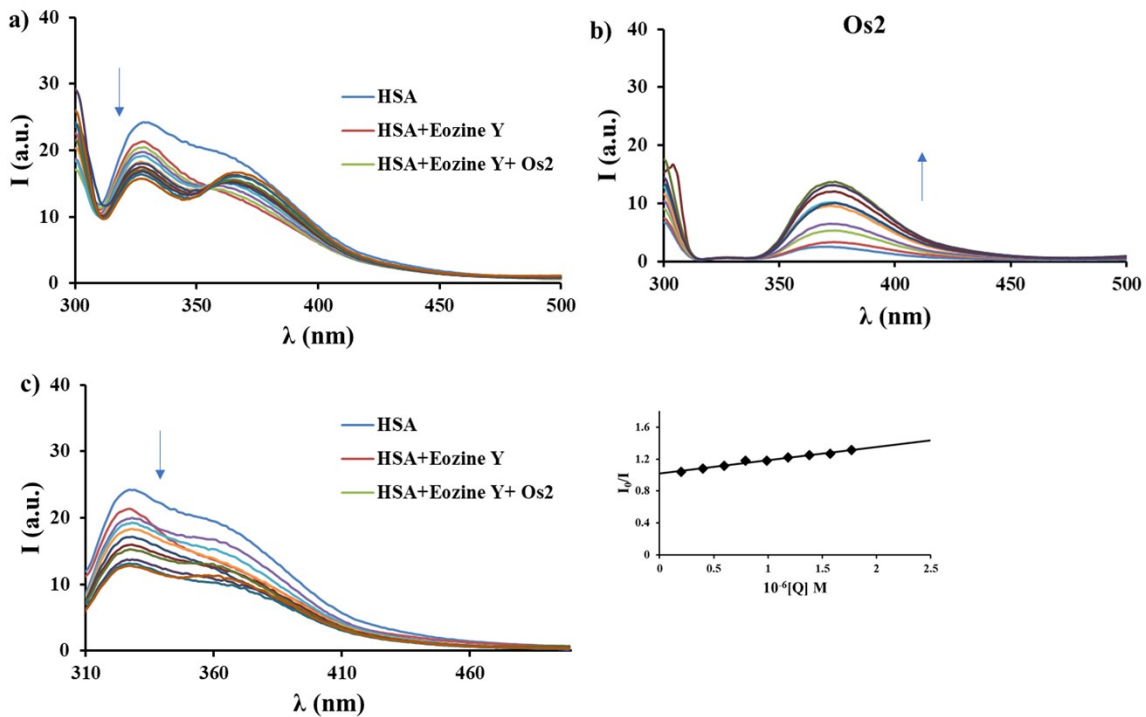 a)
I (a.u.)
40
30
20
10
0
300
350
400
450
500
λ (nm)
HSA
HSA+Eozine Y
HSA+Eozine Y+ Os2
b)
Os2
I (a.u.)
40
30
20
10
0
300
350
400
450
500
λ (nm)
c)
I (a.u.)
40
30
20
10
0
310
360
410
460
λ (nm)
HSA
HSA+Eozine Y
HSA+Eozine Y+ Os2
I₀/I
1.6
1.2
0.8
0.4
0
0
0.5
1
1.5
2
2.5
10⁻⁶[Q] M